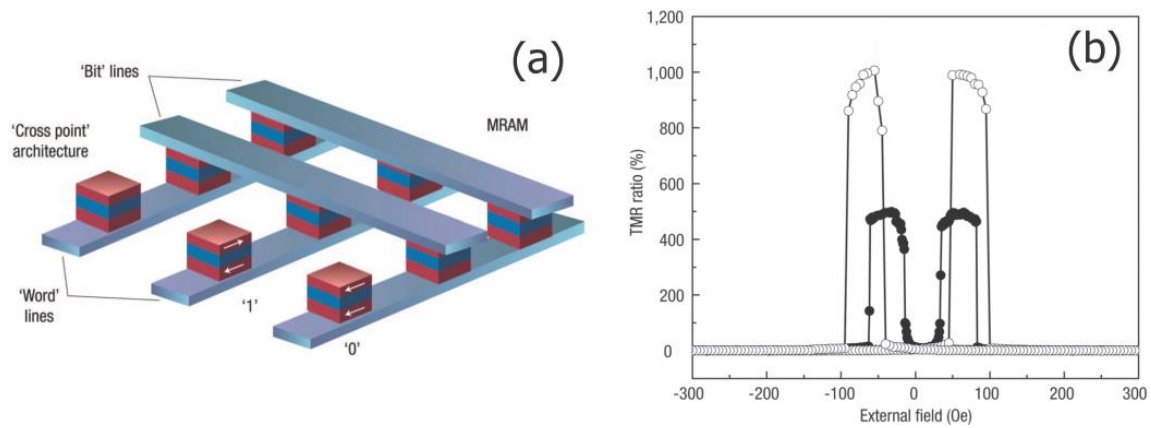 (a)
'Bit' lines
MRAM
'Cross point'
architecture
'Word'
lines
'1'
'0'
(b)
1,200
1,000
800
600
400
200
0
TMR ratio (%)
-300
-200
-100
0
100
200
300
External field (Oe)